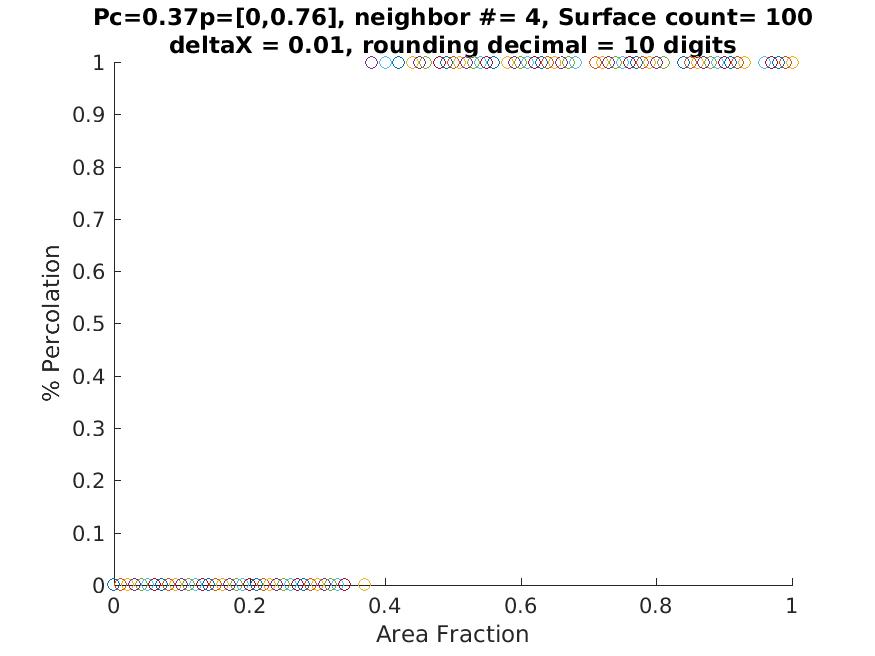 Pc=0.37p=[0,0.76], neighbor #= 4, Surface count= 100
deltaX = 0.01, rounding decimal = 10 digits
1
0.9
0.8
0.7
0.6
0.5
0.4
0.3
0.2
0.1
0
% Percolation
0 0.2 0.4 0.6 0.8 1
Area Fraction